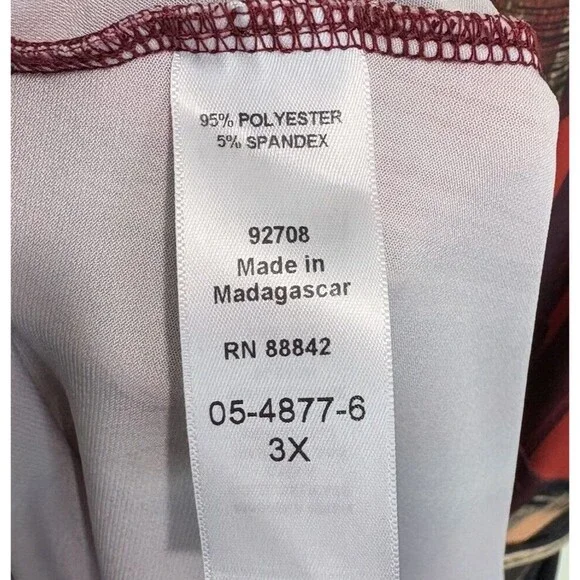 95% POLYESTER
5% SPANDEX
92708
Made in
Madagascar
RN 88842
05-4877-6
3X